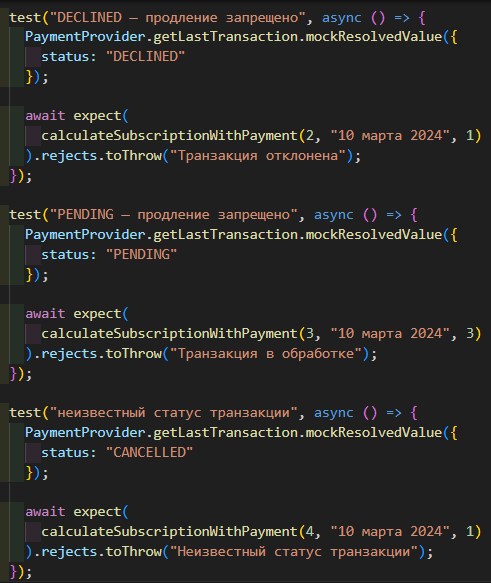 test("DECLINED — продление запрещено", async () => {
  PaymentProvider.getLastTransaction.mockResolvedValue({
    status: "DECLINED"
  });

  await expect(
    calculateSubscriptionWithPayment(2, "10 марта 2024", 1)
  ).rejects.toThrow("Транзакция отклонена");
});

test("PENDING — продление запрещено", async () => {
  PaymentProvider.getLastTransaction.mockResolvedValue({
    status: "PENDING"
  });

  await expect(
    calculateSubscriptionWithPayment(3, "10 марта 2024", 3)
  ).rejects.toThrow("Транзакция в обработке");
});

test("неизвестный статус транзакции", async () => {
  PaymentProvider.getLastTransaction.mockResolvedValue({
    status: "CANCELLED"
  });

  await expect(
    calculateSubscriptionWithPayment(4, "10 марта 2024", 1)
  ).rejects.toThrow("Неизвестный статус транзакции");
});